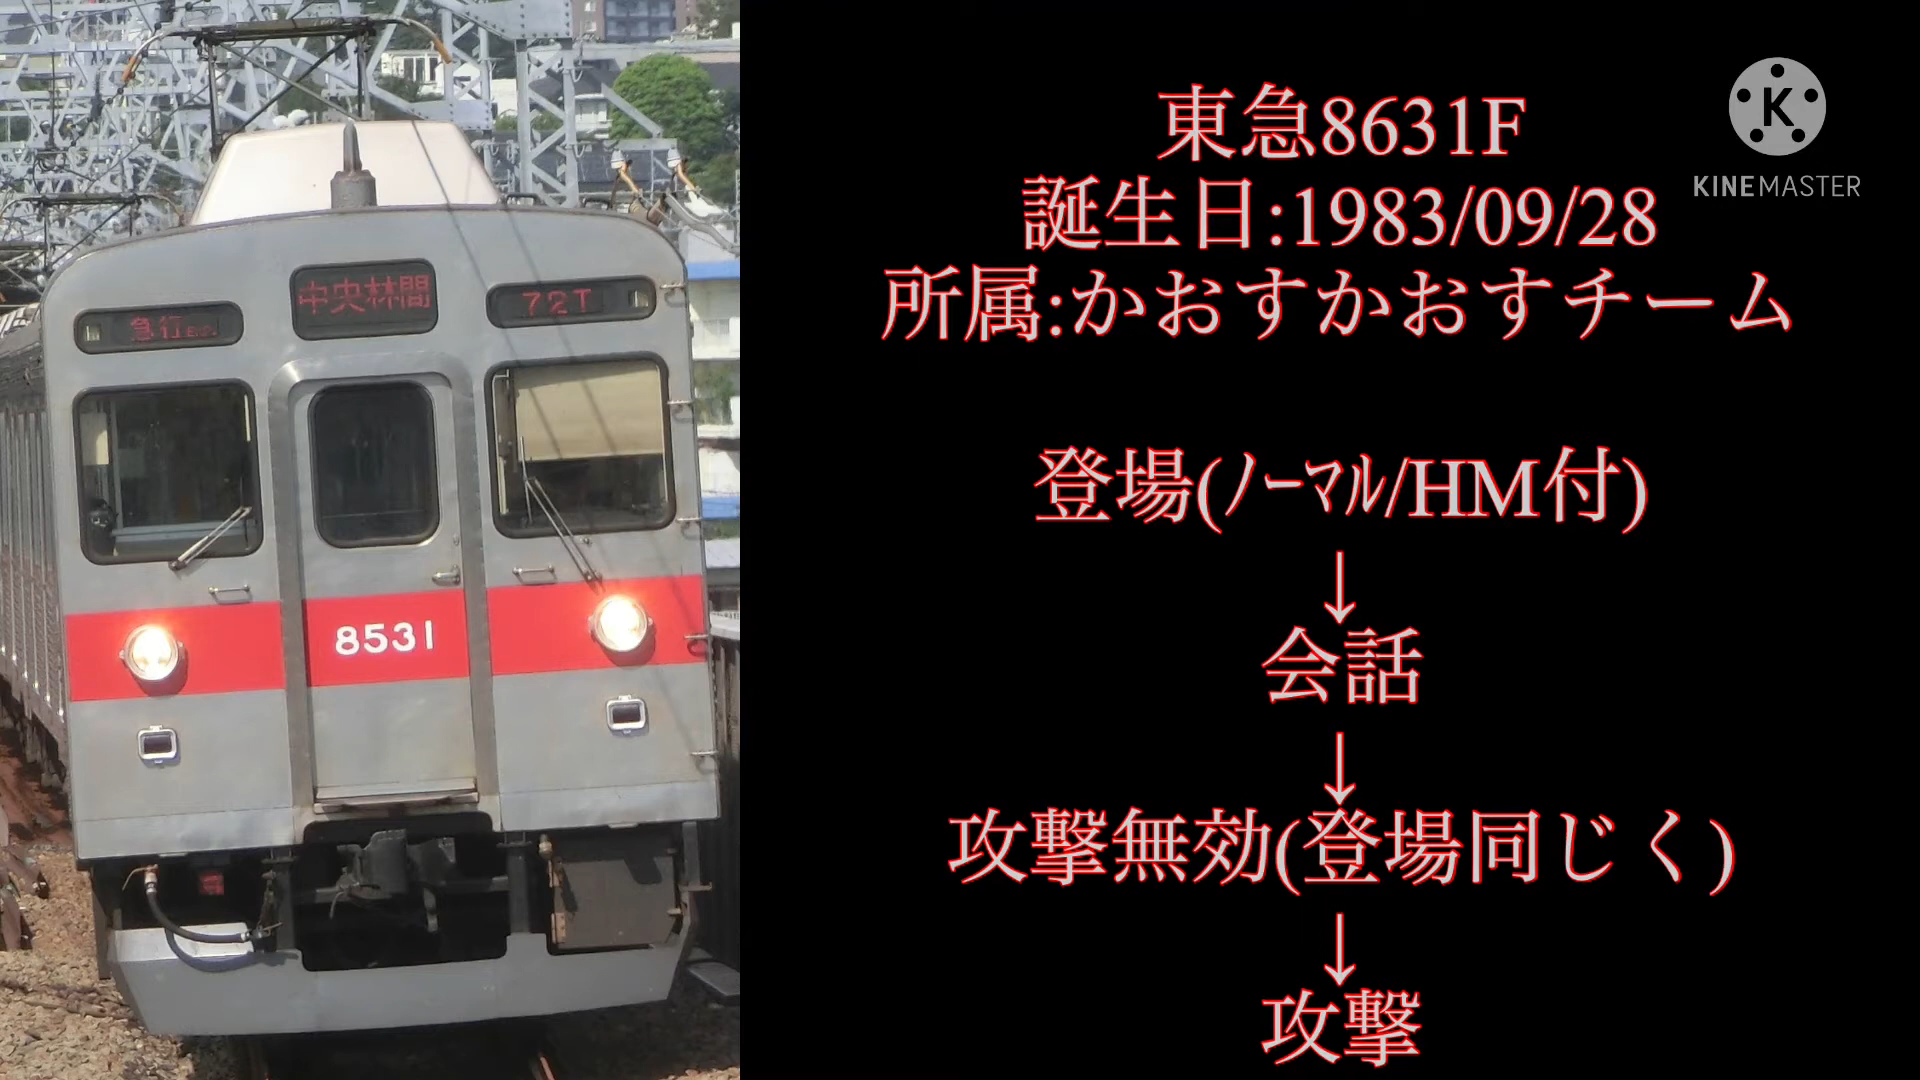 急行
中央林間
72T
8531
東急8631F
誕生日:1983/09/28
所属:かおすかおすチーム
登場(ﾉｰﾏﾙ/HM付)
↓
会話
↓
攻撃無効(登場同じく)
↓
攻撃
K
KINEMASTER